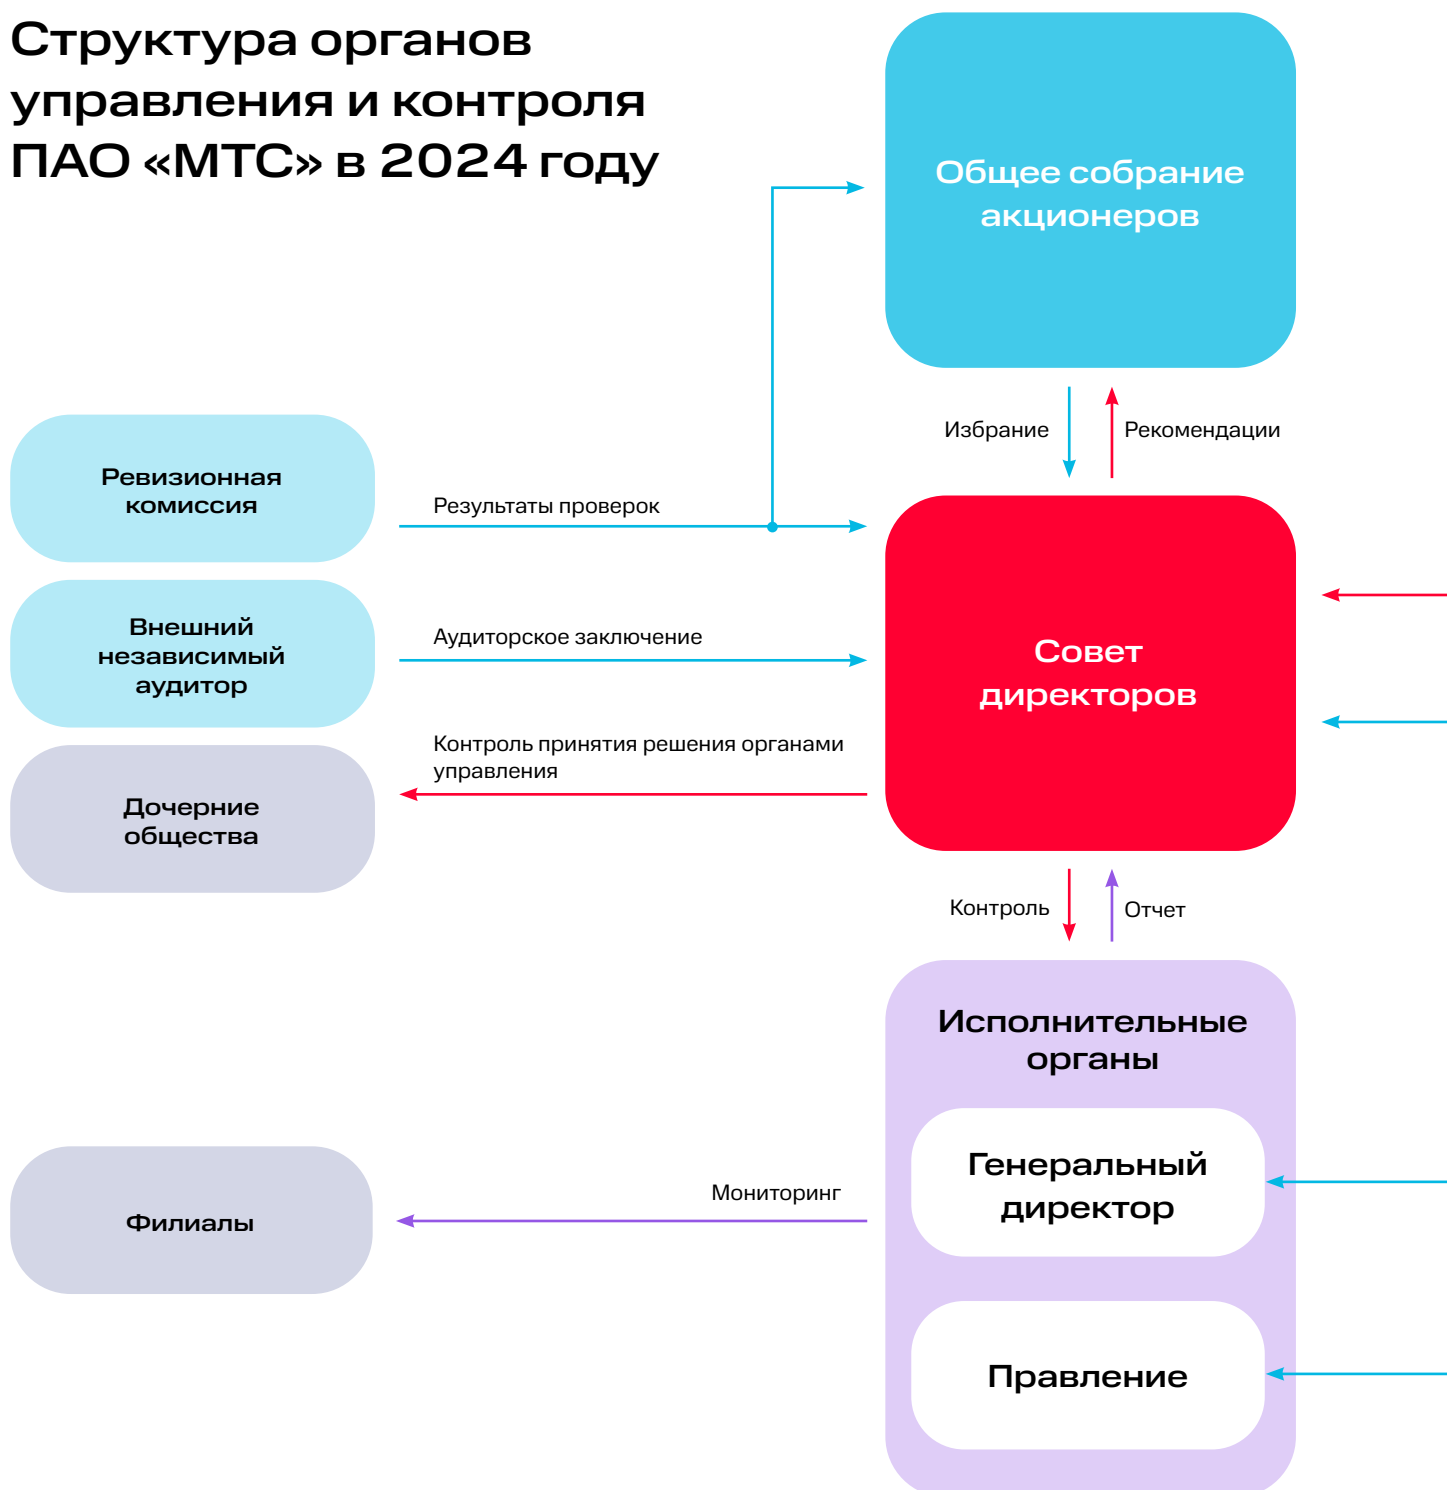 Структура органов
управления и контроля
ПАО «МТС» в 2024 году
Общее собрание
акционеров
Избрание
Рекомендации
Ревизионная
комиссия
Результаты проверок
Внешний
независимый
аудитор
Аудиторское заключение
Совет
директоров
Контроль принятия решения органами
управления
Дочерние
общества
Контроль
Отчет
Исполнительные
органы
Генеральный
директор
Мониторинг
Филиалы
Правление